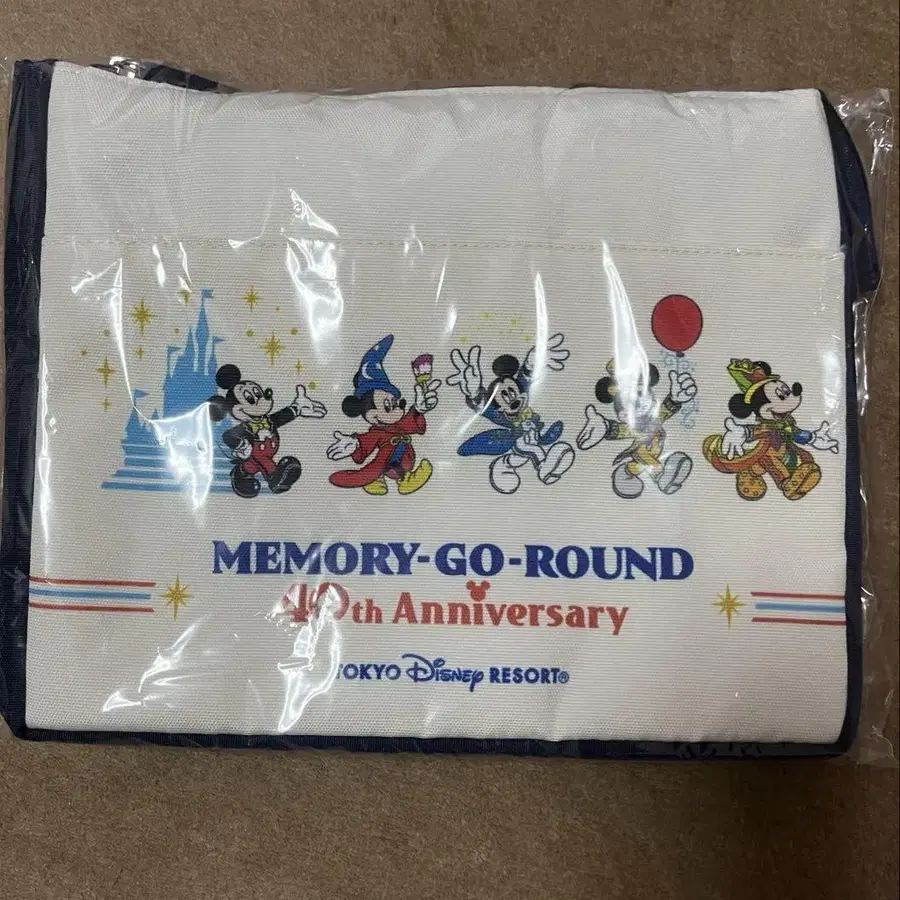 MEMORY-GO-ROUND
40th Anniversary
TOKYO Disney RESORT®